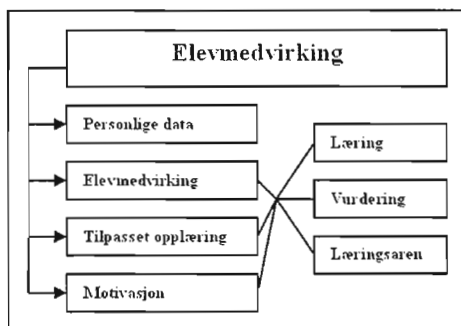 Elevmedvirking
Personlige data
Elevmedvirking
Tilpasset opplæring
Motivasjon
Læring
Vurdering
Læringsaren